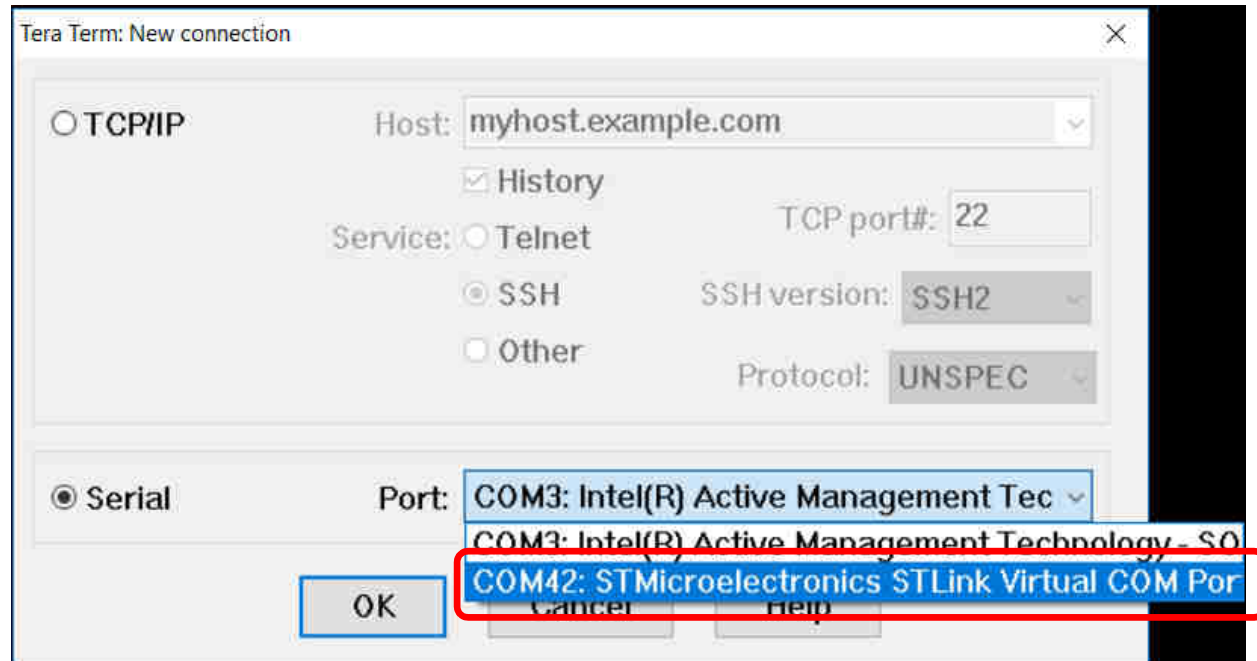 Tera Term: New connection
TCP/IP Host: myhost.example.com
History
TCP port#: 22
Service: Telnet
SSH SSH version: SSH2
Other
Protocol: UNSPEC
Serial Port: COM3: Intel(R) Active Management Tec
COM3: Intel(R) Active Management Technology - SO
COM42: STMicroelectronics STLink Virtual COM Por
OK Cancel Help